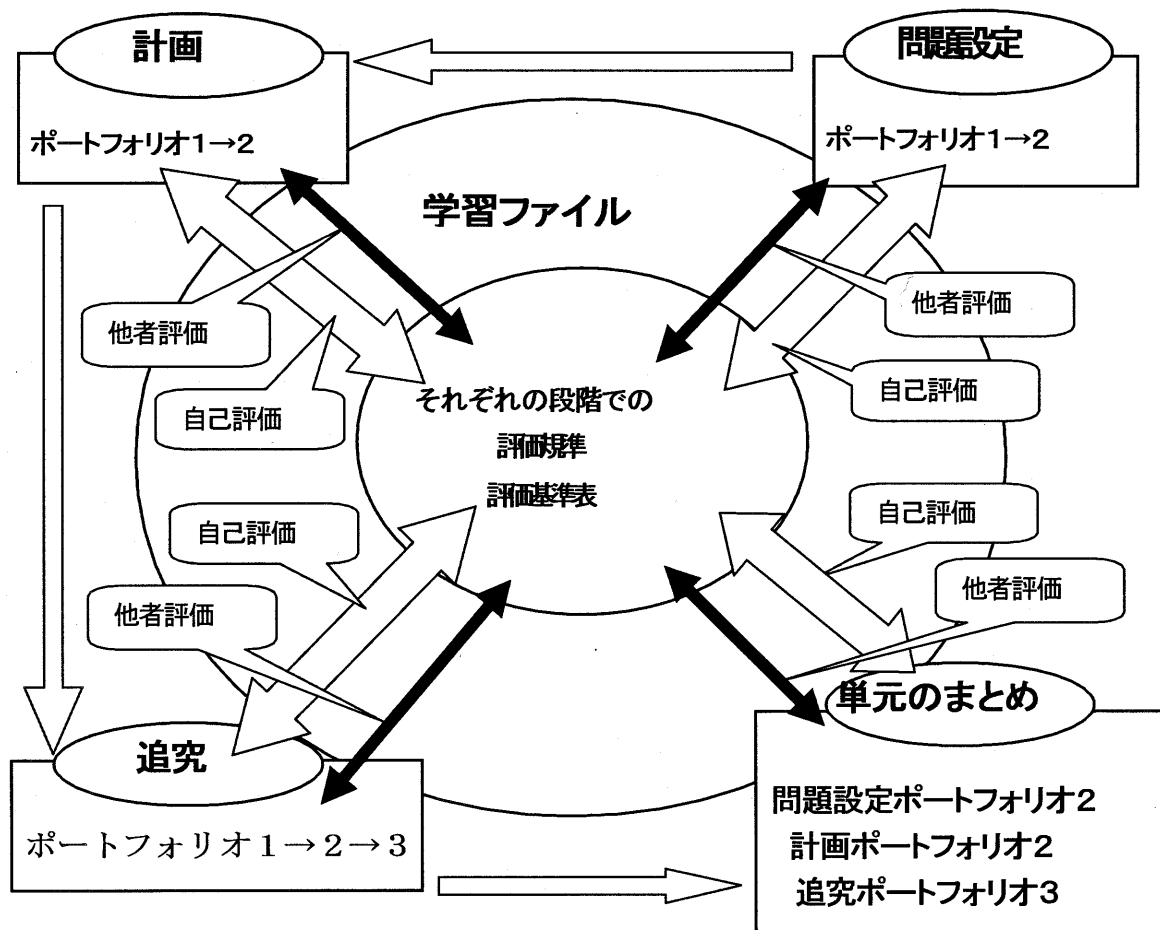 計画
問題設定
ポートフォリオ1→2
ポートフォリオ1→2
学習ファイル
他者評価
他者評価
自己評価
自己評価
それぞれの段階での
評価規準
評価基準表
自己評価
自己評価
他者評価
他者評価
単元のまとめ
追究
ポートフォリオ1→2→3
問題設定ポートフォリオ2
計画ポートフォリオ2
追究ポートフォリオ3